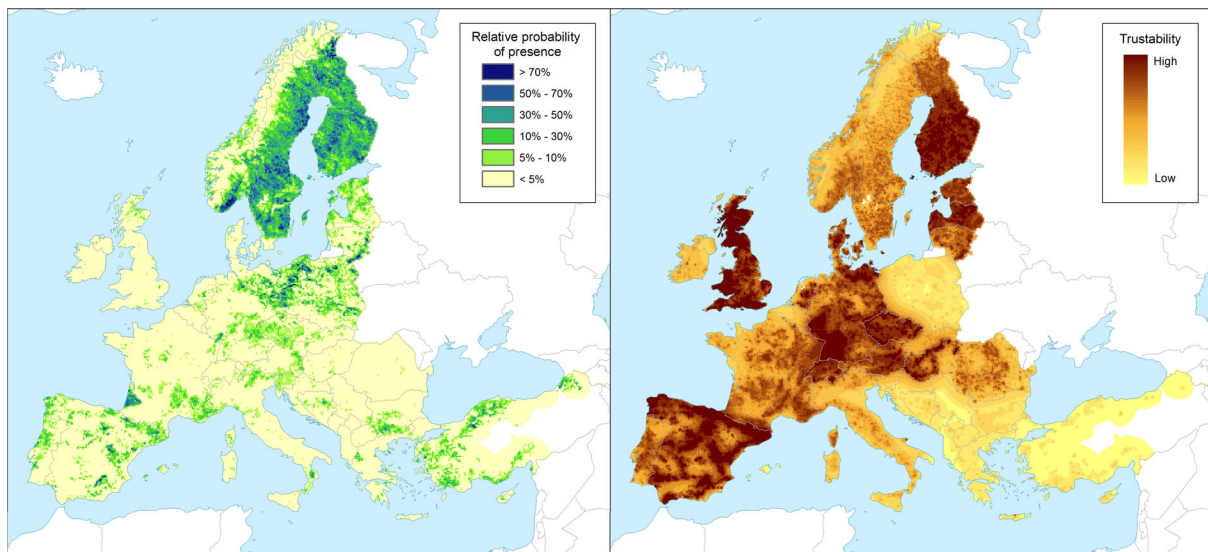 Relative probability
of presence
> 70%
50% - 70%
30% - 50%
10% - 30%
5% - 10%
< 5%
Trustability
High
Low